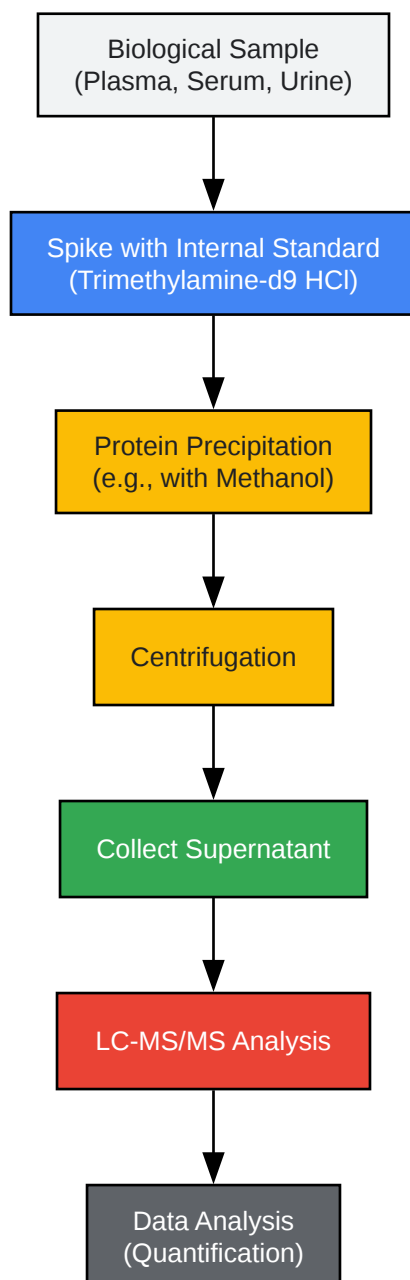 Biological Sample
(Plasma, Serum, Urine)
Spike with Internal Standard
(Trimethylamine-d9 HCl)
Protein Precipitation
(e.g., with Methanol)
Centrifugation
Collect Supernatant
LC-MS/MS Analysis
Data Analysis
(Quantification)